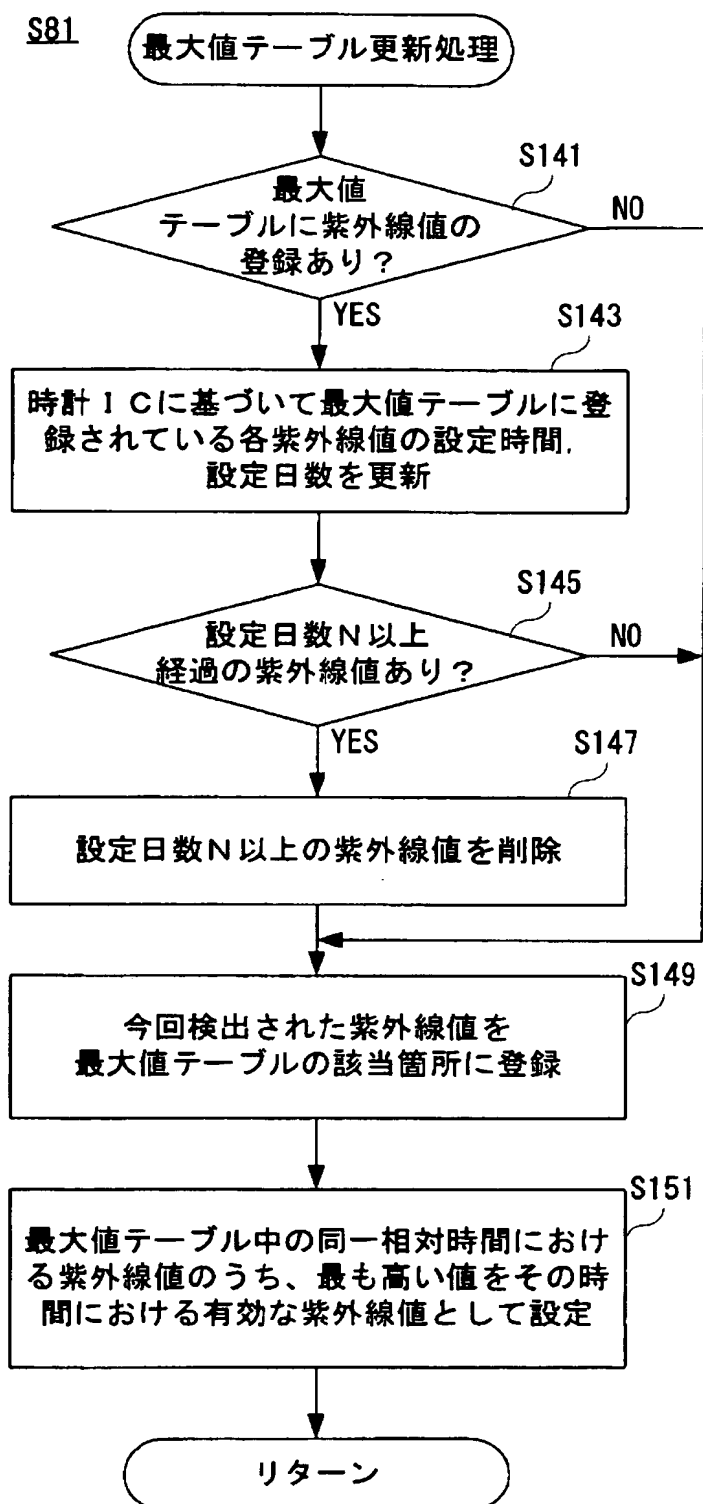 S81
最大値テーブル更新処理
S141
最大値
テーブルに紫外線値の
登録あり？
NO
YES
S143
時計ICに基づいて最大値テーブルに登
録されている各紫外線値の設定時間,
設定日数を更新
S145
設定日数N以上
経過の紫外線値あり？
NO
YES
S147
設定日数N以上の紫外線値を削除
S149
今回検出された紫外線値を
最大値テーブルの該当箇所に登録
S151
最大値テーブル中の同一相対時間におけ
る紫外線値のうち、最も高い値をその時
間における有効な紫外線値として設定
リターン